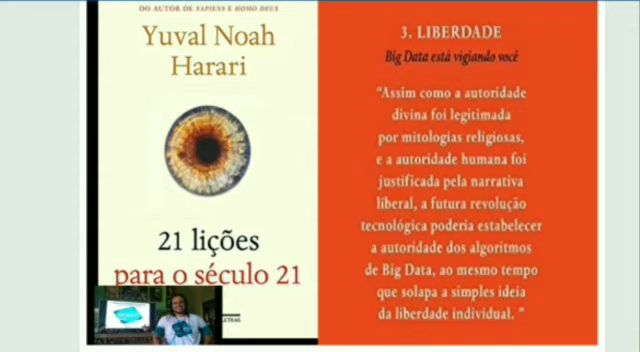 DO AUTOR DE SAPIENS E HOMO DEUS
Yuval Noah
Harari
21 lições
para o século 21
LETRAS
3. LIBERDADE
Big Data está vigiando você
"Assim como a autoridade
divina foi legitimada
por mitologias religiosas,
e a autoridade humana foi
justificada pela narrativa
liberal, a futura revolução
tecnológica poderia estabelecer
a autoridade dos algoritmos
de Big Data, ao mesmo tempo
que solapa a simples ideia
da liberdade individual. "